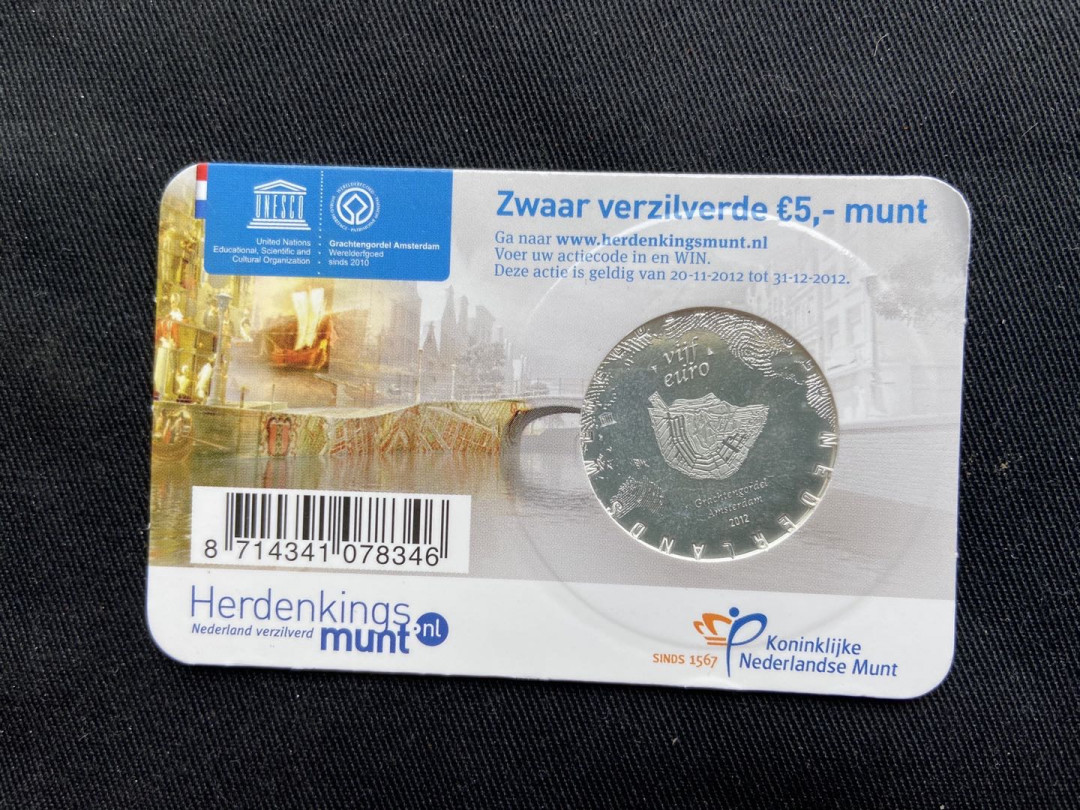 UNESCO
United Nations
Educational, Scientific and
Cultural Organization
Grachtengordel Amsterdam
Werelderfgoed
sinds 2010
Zwaar verzilverde €5,- munt
Ga naar www.herdenkingsmunt.nl
Voer uw actiecode in en WIN.
Deze actie is geldig van 20-11-2012 tot 31-12-2012.
vijf
euro
Grachtengordel
Amsterdam
2012
NEDERLAND
8 714341 078346
Herdenkings
Nederland verzilverd
munt.nl
SINDS 1567
Koninklijke
Nederlandse Munt